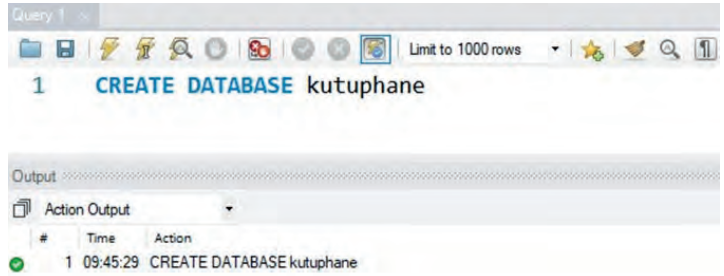 Query 1
Limit to 1000 rows
1 CREATE DATABASE kutuphane
Output
Action Output
# Time Action
1 09:45:29 CREATE DATABASE kutuphane